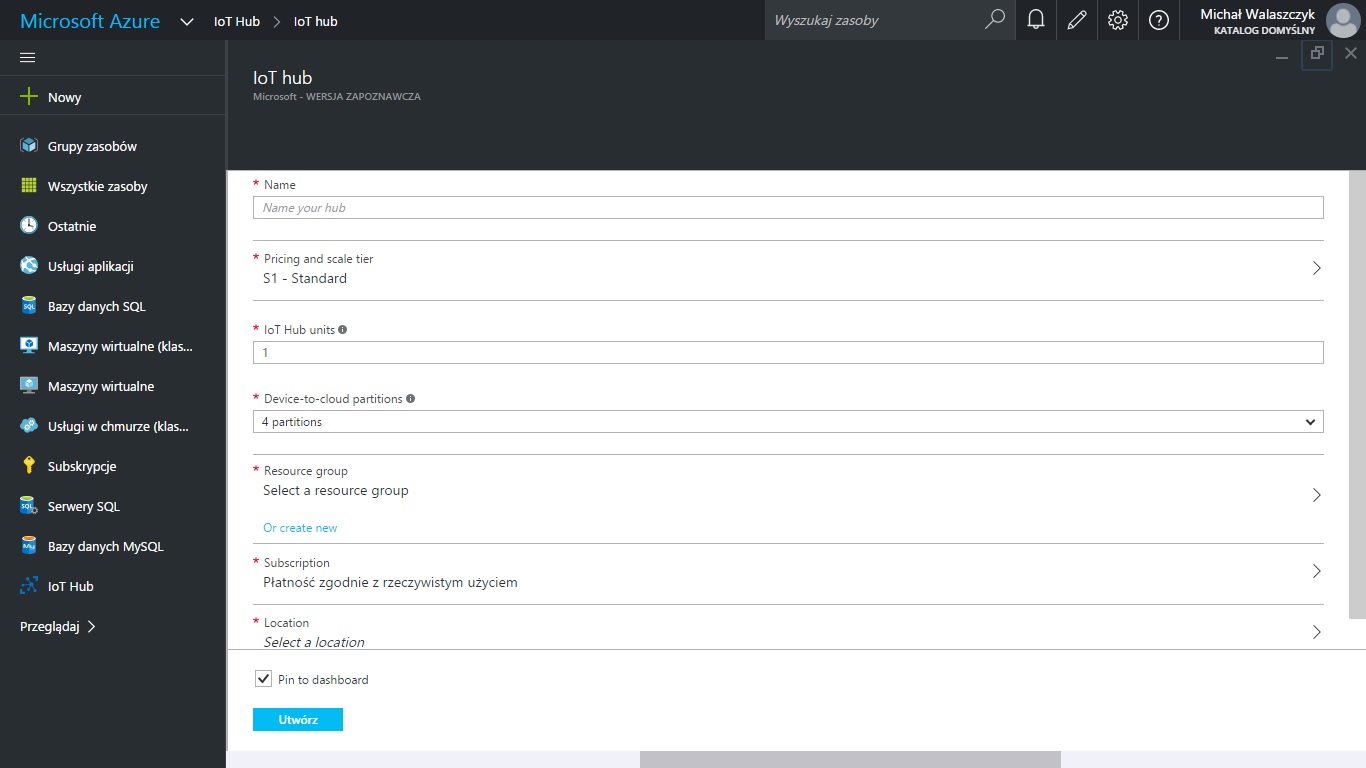 Microsoft Azure IoT Hub IoT hub Wyszukaj zasoby Michał Walaszczyk
KATALOG DOMYŚLNY
IoT hub
Microsoft - WERSJA ZAPOZNAWCZA
Nowy
Grupy zasobów
Wszystkie zasoby
Ostatnie
Usługi aplikacji
SQL Bazy danych SQL
Maszyny wirtualne (klas...
Maszyny wirtualne
Usługi w chmurze (klas...
Subskrypcje
SQL Serwery SQL
My Bazy danych MySQL
IoT Hub
Przeglądaj
* Name
Name your hub
* Pricing and scale tier
S1 - Standard
* IoT Hub units
1
* Device-to-cloud partitions
4 partitions
* Resource group
Select a resource group
Or create new
* Subscription
Płatność zgodnie z rzeczywistym użyciem
* Location
Select a location
Pin to dashboard
Utwórz